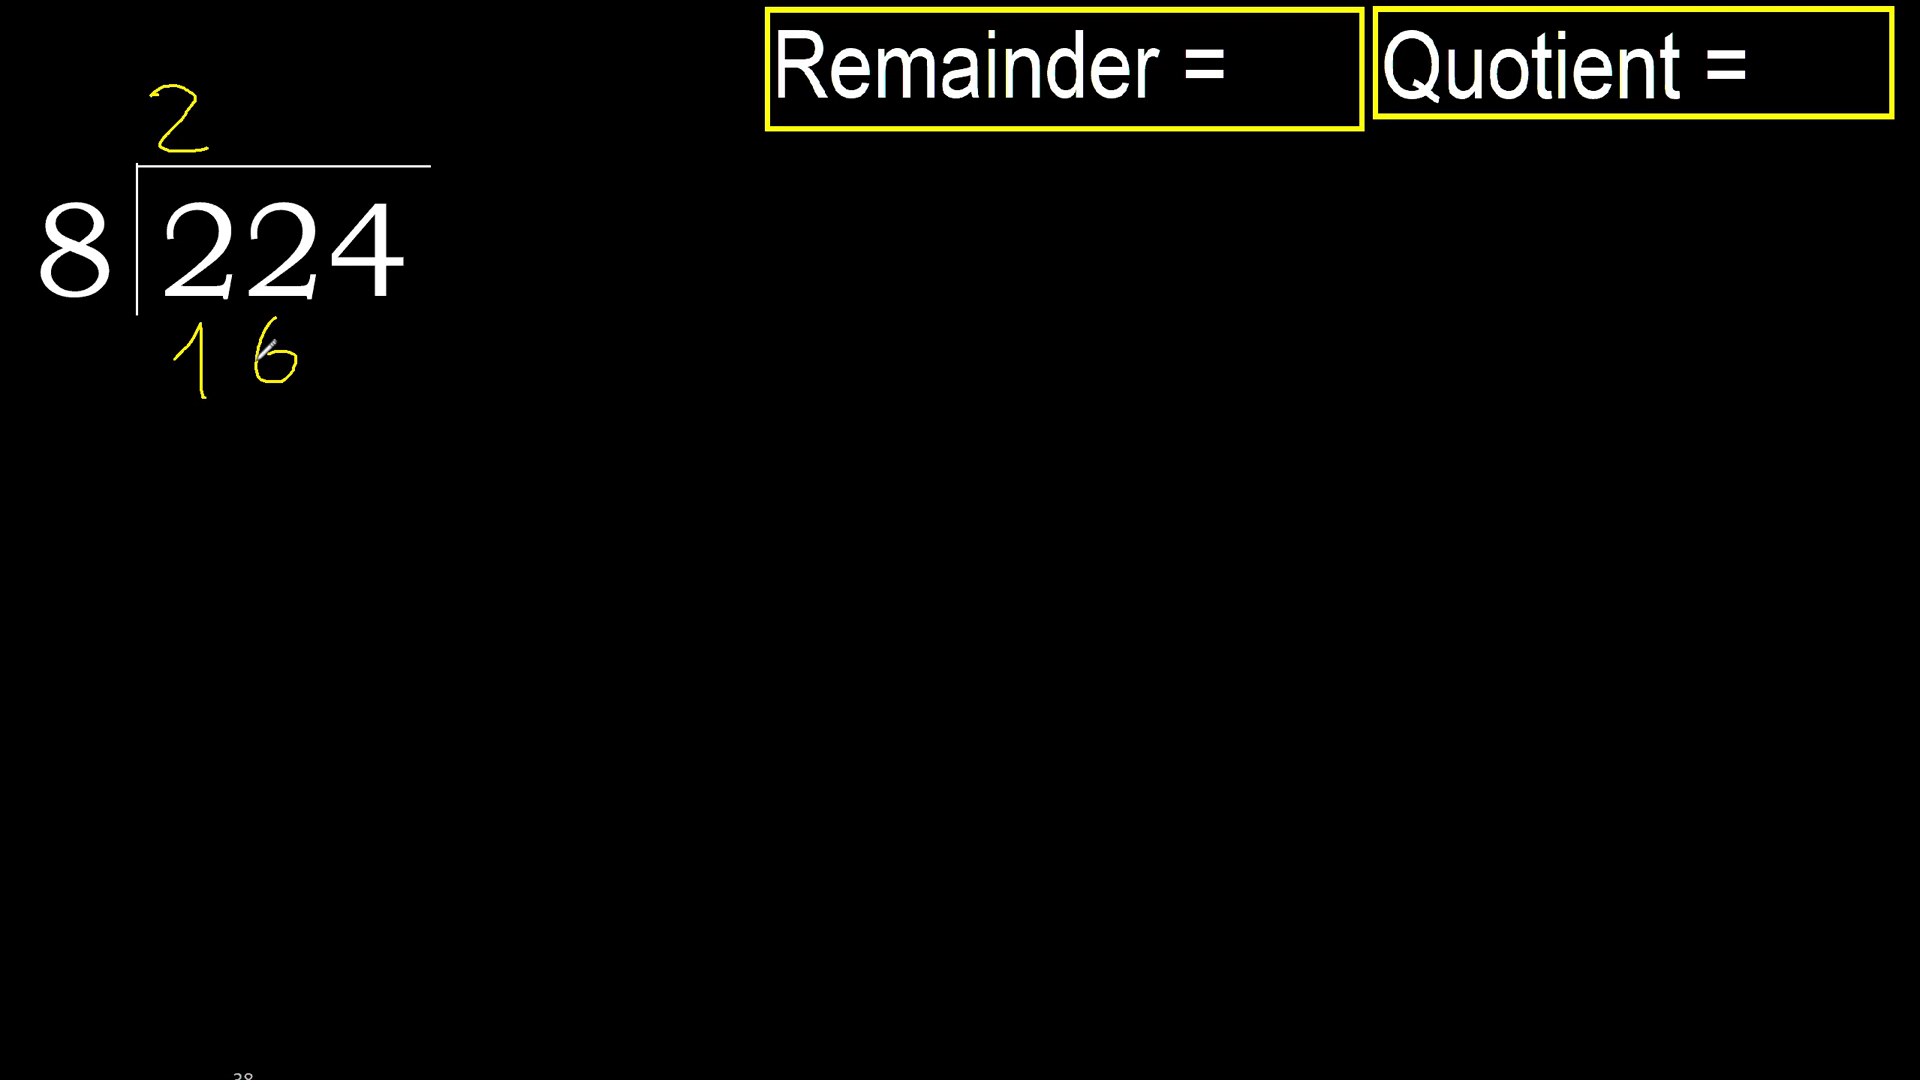 Remainder = Quotient =
2
8 224
16